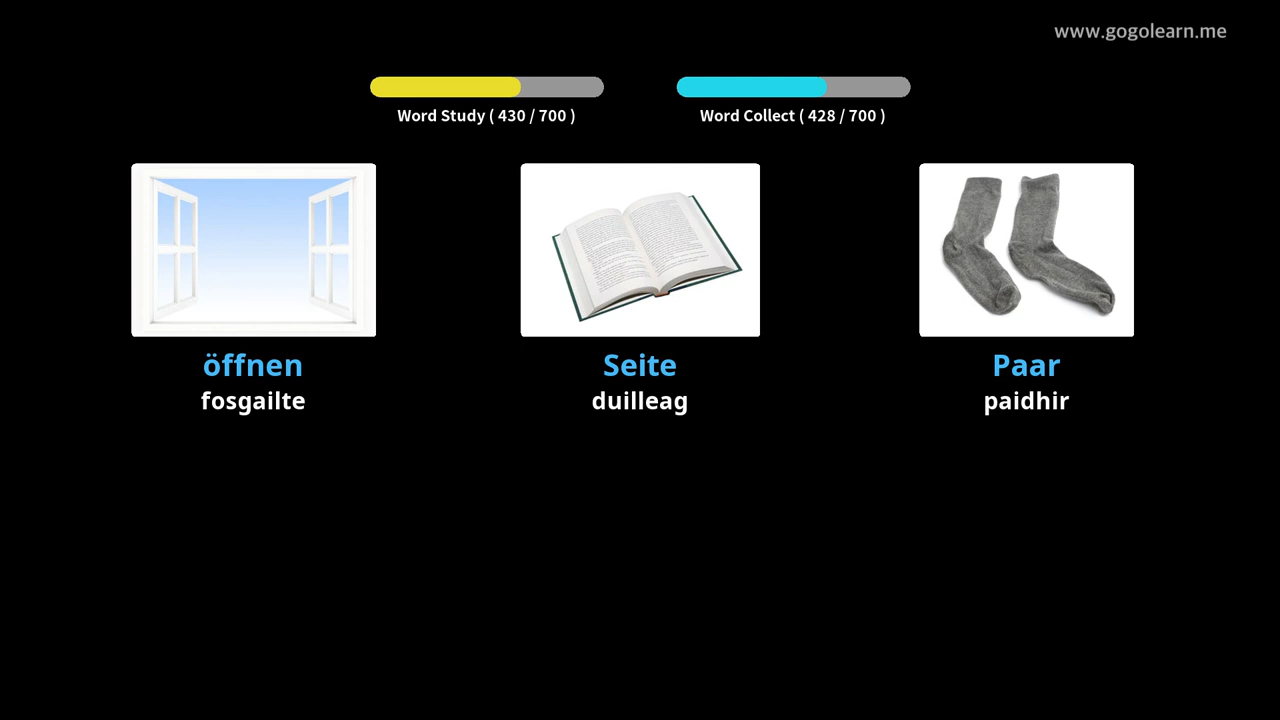 www.gogolearn.me
Word Study ( 430 / 700 )
Word Collect ( 428 / 700 )
öffnen
fosgailte
Seite
duilleag
Paar
paidhir